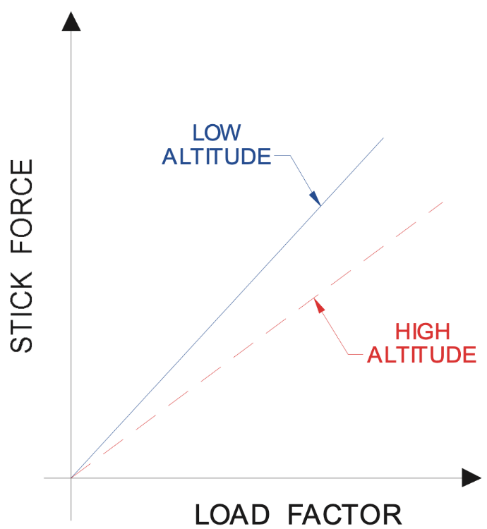 LOW
ALTITUDE
STICK FORCE
HIGH
ALTITUDE
LOAD FACTOR